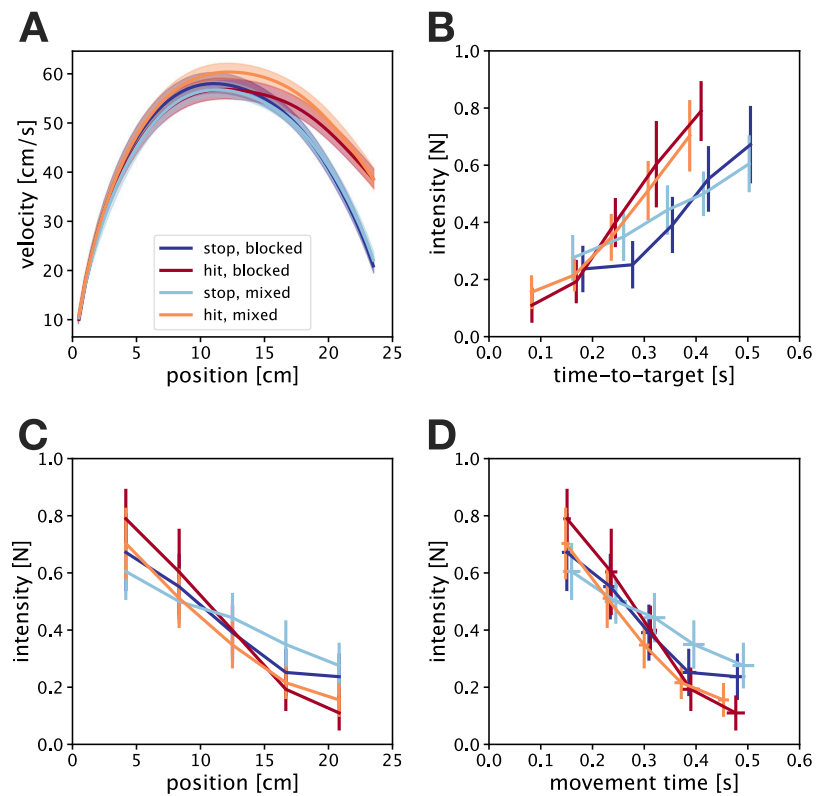 A
velocity [cm/s]
60
50
40
30
20
10
0 5 10 15 20 25
position [cm]
stop, blocked
hit, blocked
stop, mixed
hit, mixed
B
intensity [N]
1.0
0.8
0.6
0.4
0.2
0.0
0.0 0.1 0.2 0.3 0.4 0.5 0.6
time-to-target [s]
C
intensity [N]
1.0
0.8
0.6
0.4
0.2
0.0
0 5 10 15 20 25
position [cm]
D
intensity [N]
1.0
0.8
0.6
0.4
0.2
0.0
0.0 0.1 0.2 0.3 0.4 0.5 0.6
movement time [s]